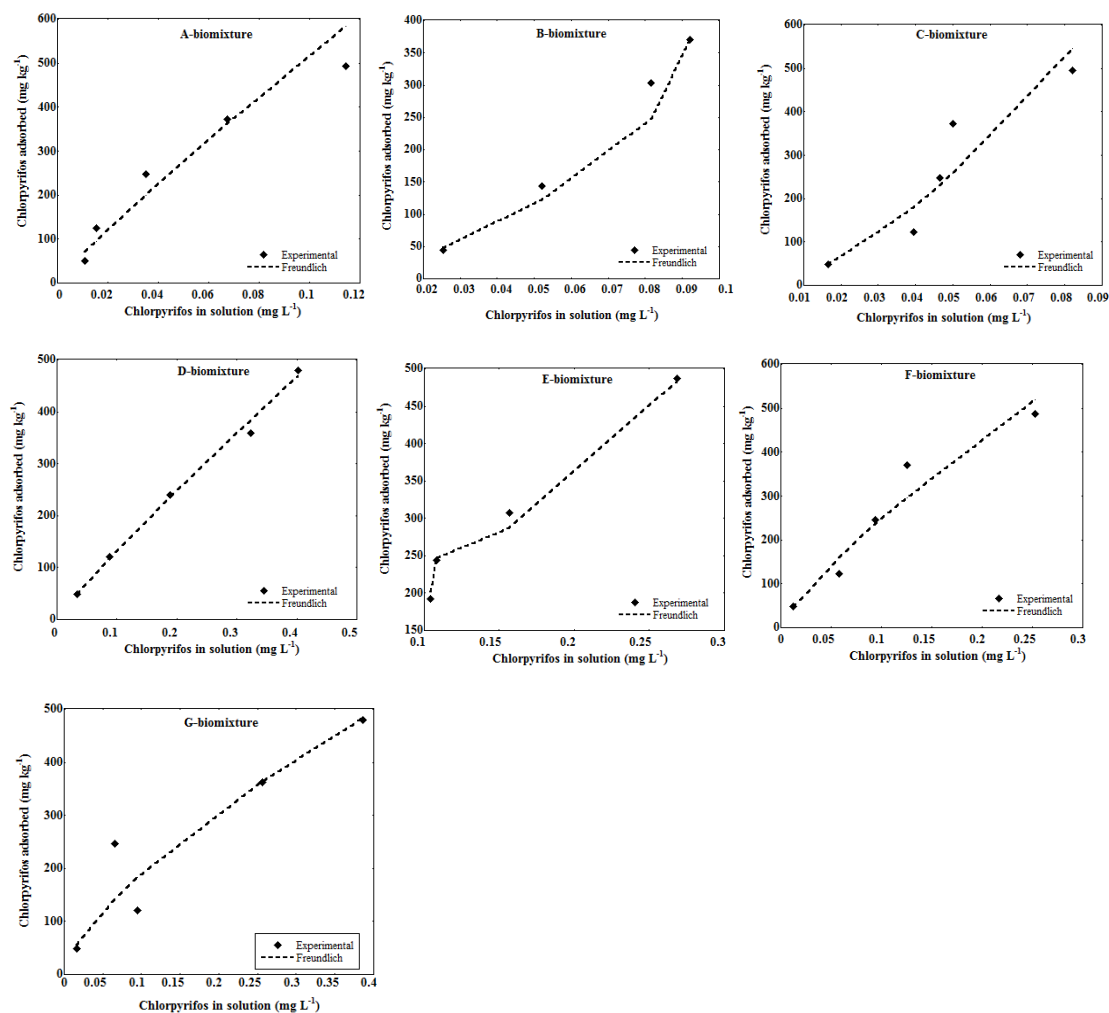 A-biomixture
Chlorpyrifos adsorbed (mg kg⁻¹)
600
500
400
300
200
100
0
Experimental
Freundlich
0 0.02 0.04 0.06 0.08 0.1 0.12
Chlorpyrifos in solution (mg L⁻¹)
B-biomixture
Chlorpyrifos adsorbed (mg kg⁻¹)
400
350
300
250
200
150
100
50
0
Experimental
Freundlich
0.02 0.03 0.04 0.05 0.06 0.07 0.08 0.09 0.1
Chlorpyrifos in solution (mg L⁻¹)
C-biomixture
Chlorpyrifos adsorbed (mg kg⁻¹)
600
500
400
300
200
100
0
Experimental
Freundlich
0.01 0.02 0.03 0.04 0.05 0.06 0.07 0.08 0.09
Chlorpyrifos in solution (mg L⁻¹)
D-biomixture
Chlorpyrifos adsorbed (mg kg⁻¹)
500
400
300
200
100
0
Experimental
Freundlich
0 0.1 0.2 0.3 0.4 0.5
Chlorpyrifos in solution (mg L⁻¹)
E-biomixture
Chlorpyrifos adsorbed (mg kg⁻¹)
500
450
400
350
300
250
200
150
Experimental
Freundlich
0.1 0.15 0.2 0.25 0.3
Chlorpyrifos in solution (mg L⁻¹)
F-biomixture
Chlorpyrifos adsorbed (mg kg⁻¹)
600
500
400
300
200
100
0
Experimental
Freundlich
0 0.05 0.1 0.15 0.2 0.25 0.3
Chlorpyrifos in solution (mg L⁻¹)
G-biomixture
Chlorpyrifos adsorbed (mg kg⁻¹)
500
400
300
200
100
0
Experimental
Freundlich
0 0.05 0.1 0.15 0.2 0.25 0.3 0.35 0.4
Chlorpyrifos in solution (mg L⁻¹)